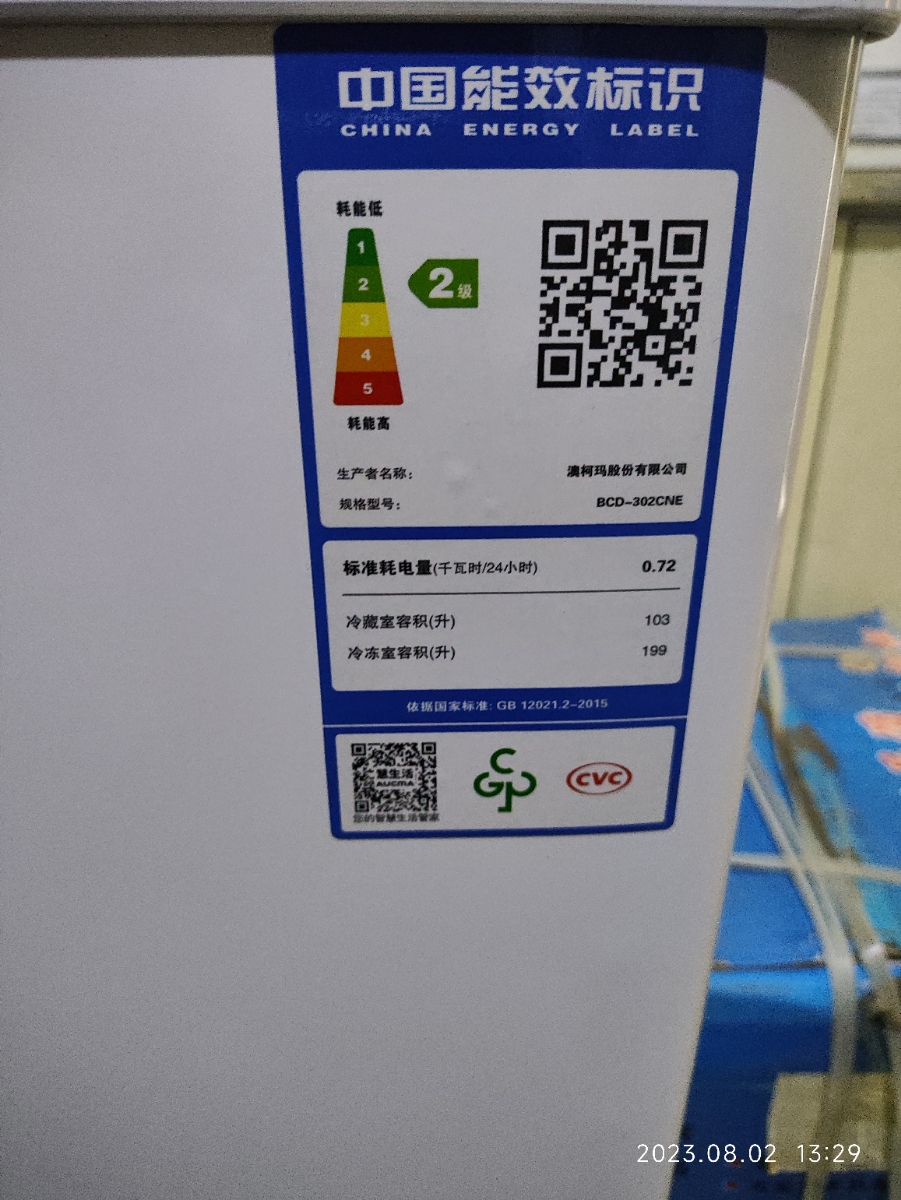 中国能效标识
CHINA ENERGY LABEL
耗能低
1
2
3
4
5
2级
耗能高
生产者名称: 澳柯玛股份有限公司
规格型号: BCD-302CNE
标准耗电量(千瓦时/24小时) 0.72
冷藏室容积(升) 103
冷冻室容积(升) 199
依据国家标准: GB 12021.2-2015
慧生活
AUCMA
您的智慧生活管家
CGP
CVC
2023.08.02 13:29